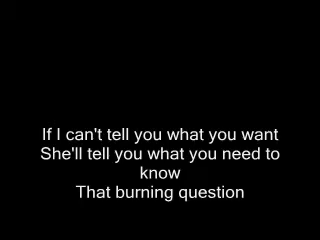 If I can't tell you what you want
She'll tell you what you need to
know
That burning question